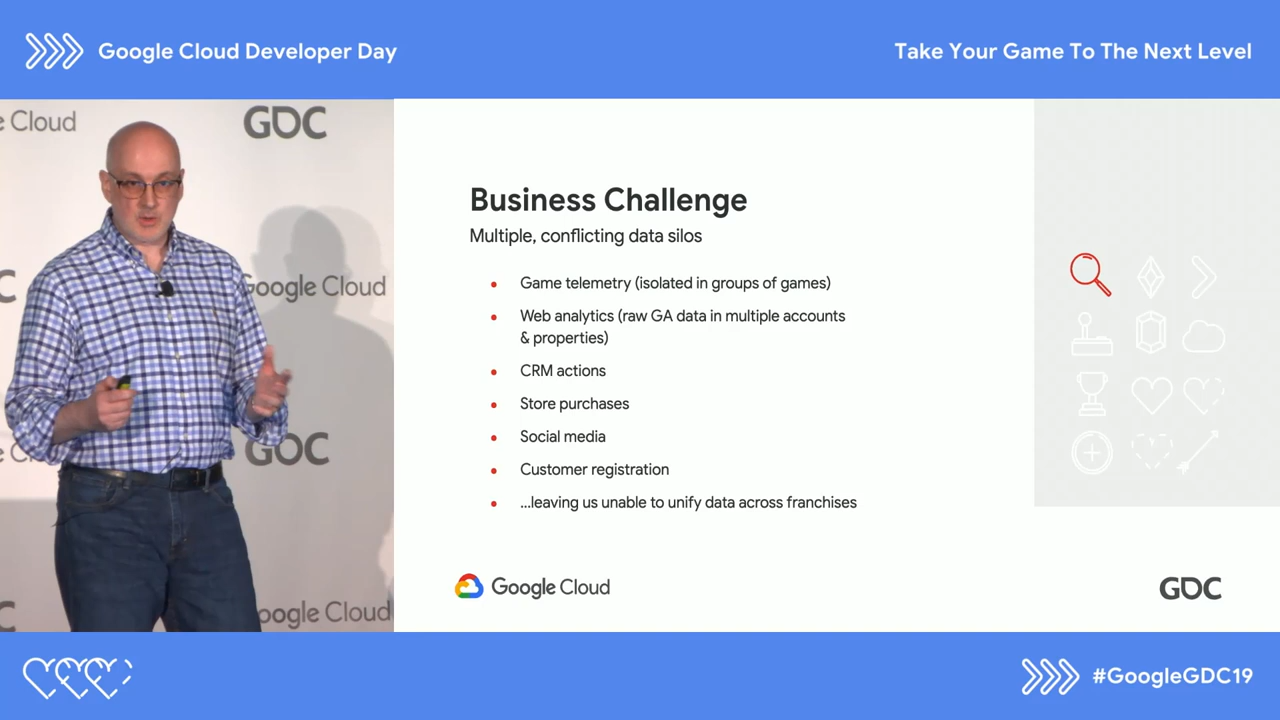 Google Cloud Developer Day
Take Your Game To The Next Level
e Cloud
GDC
C
Google Cloud
C
GDC
C
oogle Cloud
Business Challenge
Multiple, conflicting data silos
Game telemetry (isolated in groups of games)
Web analytics (raw GA data in multiple accounts
& properties)
CRM actions
Store purchases
Social media
Customer registration
...leaving us unable to unify data across franchises
Google Cloud
GDC
#GoogleGDC19